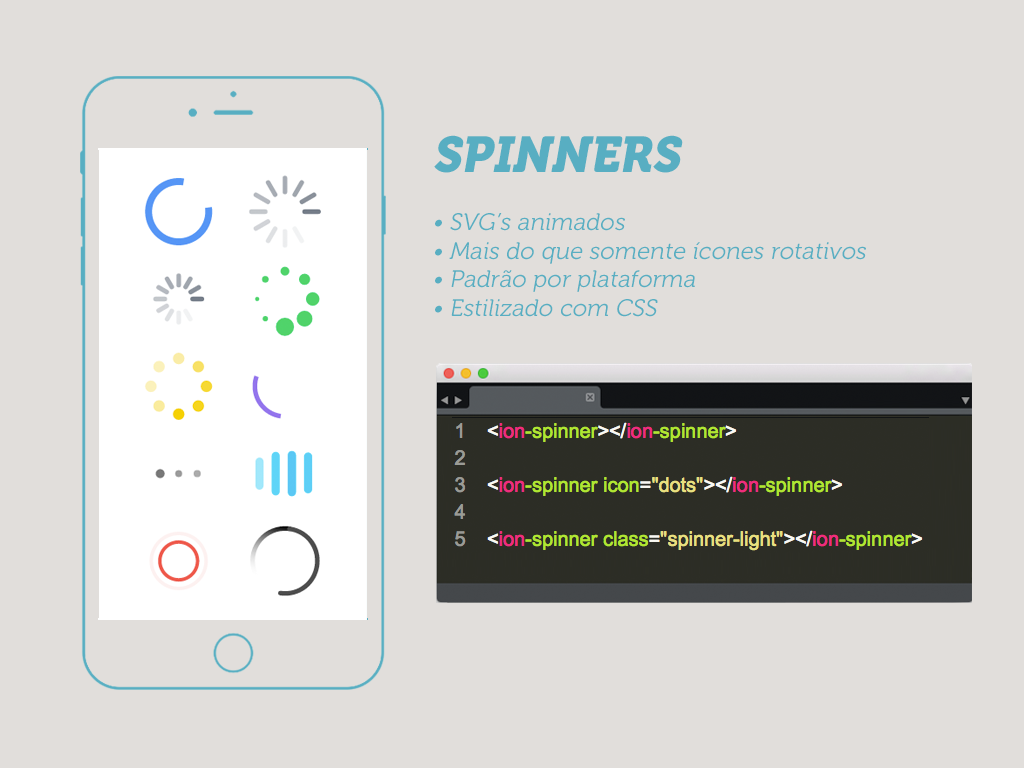 SPINNERS
• SVG's animados
• Mais do que somente ícones rotativos
• Padrão por plataforma
• Estilizado com CSS
1 <ion-spinner></ion-spinner>
2
3 <ion-spinner icon="dots"></ion-spinner>
4
5 <ion-spinner class="spinner-light"></ion-spinner>